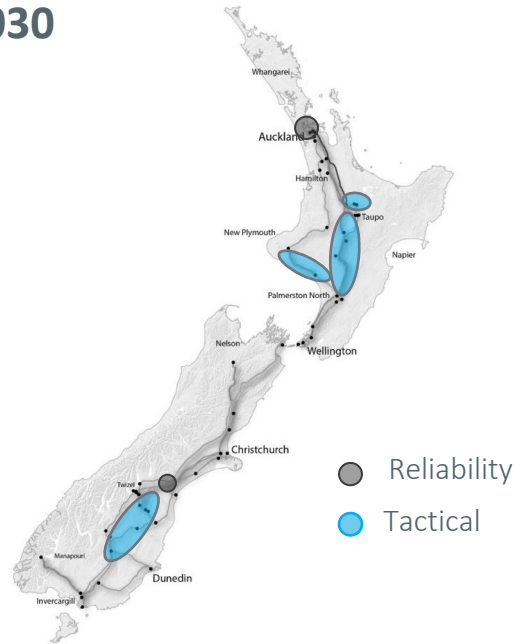 030
Whangarei
Auckland
Hamilton
Taupo
New Plymouth
Napier
Palmerston North
Nelson
Wellington
Christchurch
Reliability
Twizel
Tactical
Manapouri
Dunedin
Invercargill